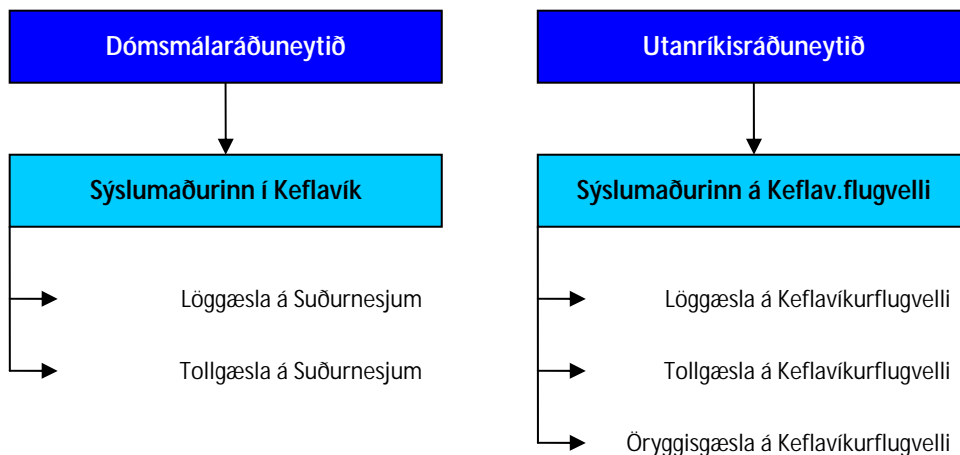 Dómsmálaráðuneytið
Utanríkisráðuneytið
Sýslumaðurinn í Keflavík
Sýslumaðurinn á Keflav.flugvelli
Löggæsla á Suðurnesjum
Löggæsla á Keflavíkurflugvelli
Tollgæsla á Suðurnesjum
Tollgæsla á Keflavíkurflugvelli
Öryggisgæsla á Keflavíkurflugvelli